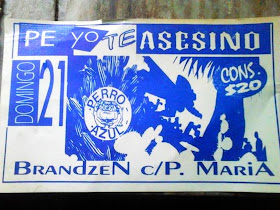 PE YO TE ASESINO
DOMINGO
21
CONS.
$20
PERRO
AZUL
BRANDZEN C/P. MARIA